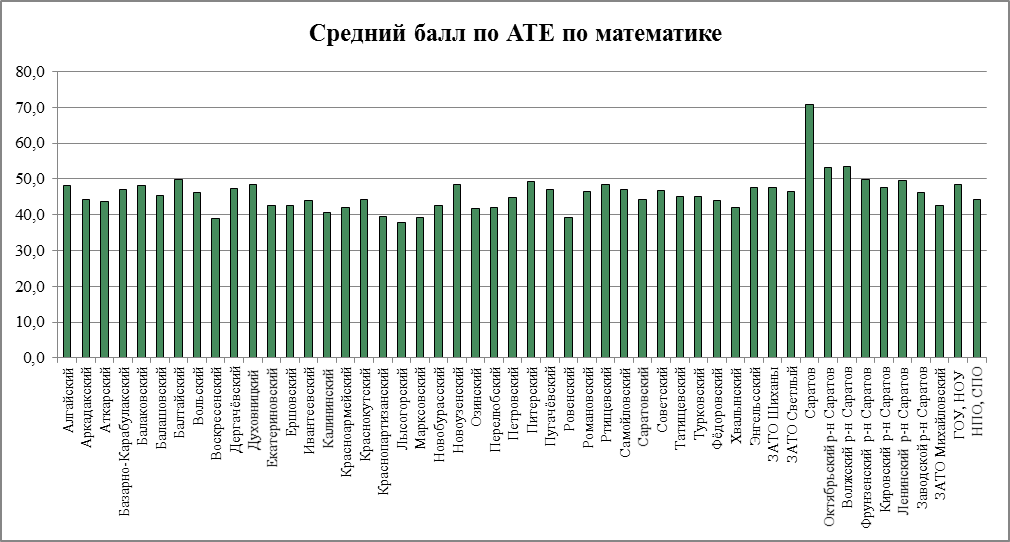 Средний балл по АТЕ по математике
80,0
70,0
60,0
50,0
40,0
30,0
20,0
10,0
0,0
Алгайский
Аркадакский
Аткарский
Базарно-Карабулакский
Балаковский
Балашовский
Балтайский
Вольский
Воскресенский
Дергачёвский
Духовницкий
Екатериновский
Ершовский
Ивантеевский
Калининский
Красноармейский
Краснокутский
Краснопартизанский
Лысогорский
Марксовский
Новобурасский
Новоузенский
Озинский
Перелюбский
Петровский
Питерский
Пугачёвский
Ровенский
Романовский
Ртищевский
Самойловский
Саратовский
Советский
Татищевский
Турковский
Фёдоровский
Хвалынский
Энгельсский
ЗАТО Шиханы
ЗАТО Светлый
Саратов
Октябрьский р-н Саратов
Волжский р-н Саратов
Фрунзенский р-н Саратов
Кировский р-н Саратов
Ленинский р-н Саратов
Заводской р-н Саратов
ЗАТО Михайловский
ГОУ, НОУ
НПО, СПО